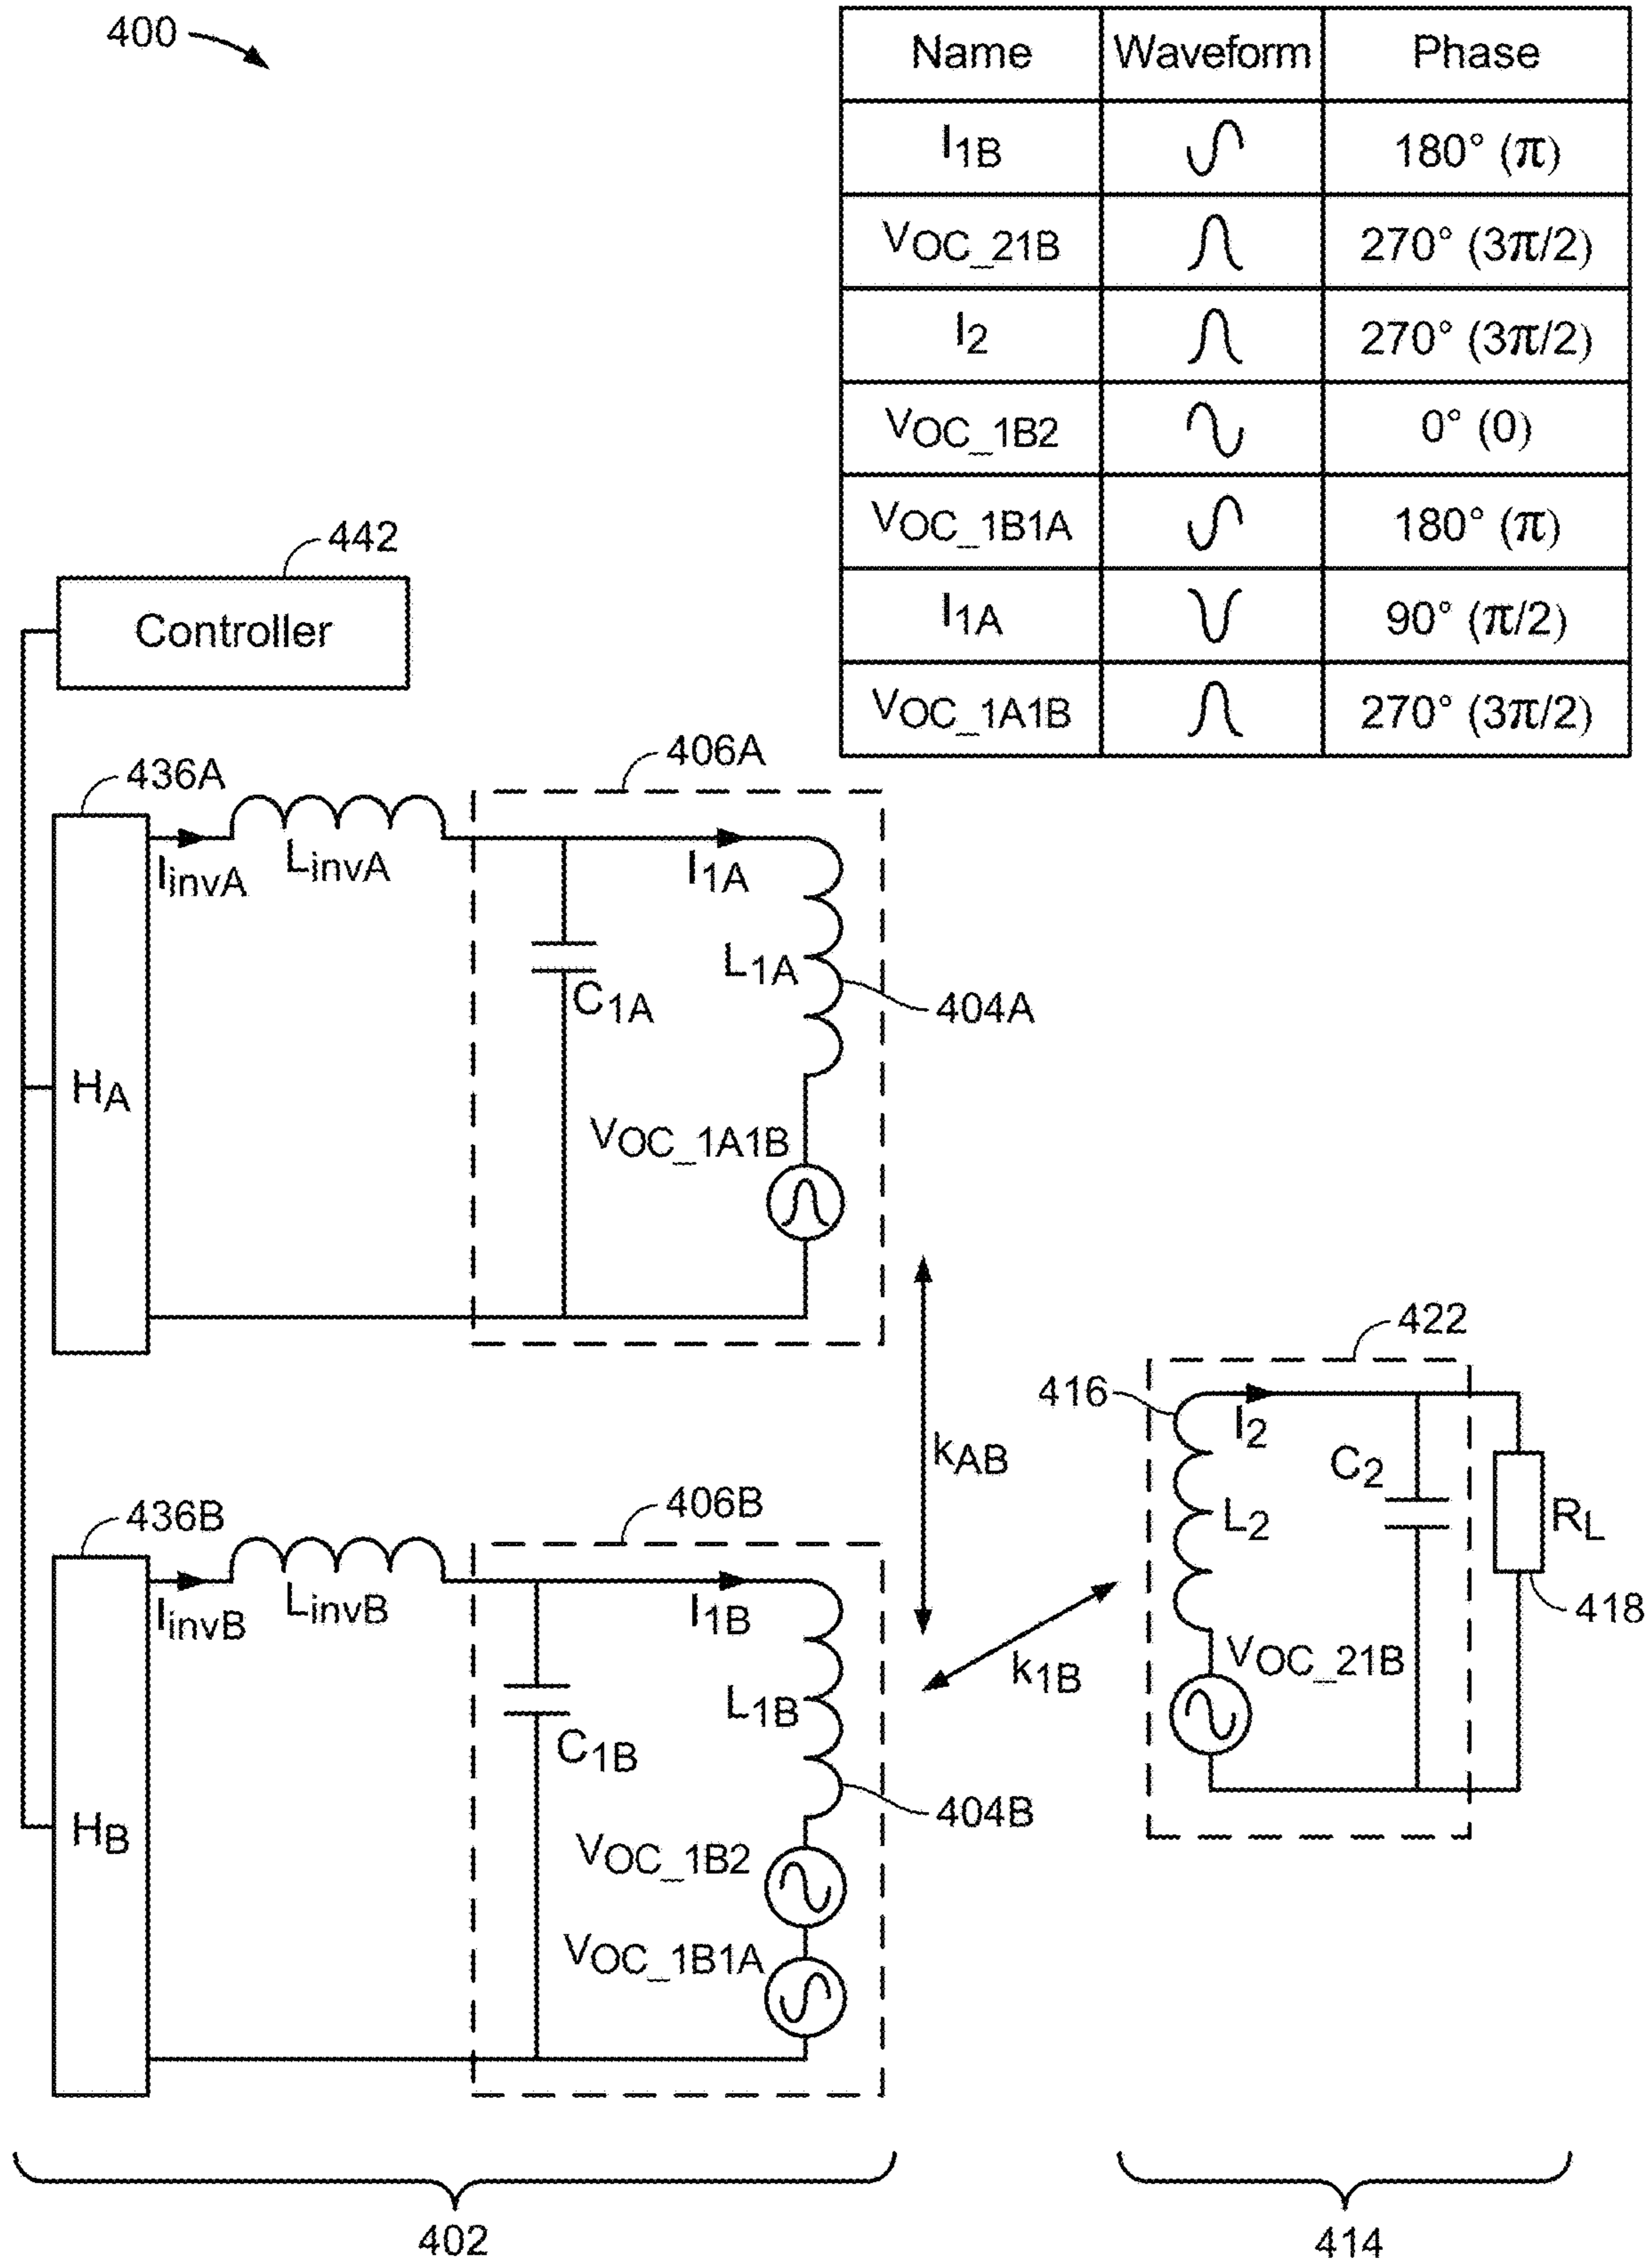 400
Name Waveform Phase
I1B 180° (π)
VOC_21B 270° (3π/2)
I2 270° (3π/2)
VOC_1B2 0° (0)
VOC_1B1A 180° (π)
I1A 90° (π/2)
VOC_1A1B 270° (3π/2)
442
Controller
436A
406A
IinvA
LinvA
I1A
L1A
C1A
404A
HA
VOC_1A1B
kAB
422
416
I2
C2
L2
RL
418
VOC_21B
k1B
436B
406B
IinvB
LinvB
I1B
L1B
C1B
404B
HB
VOC_1B2
VOC_1B1A
402
414